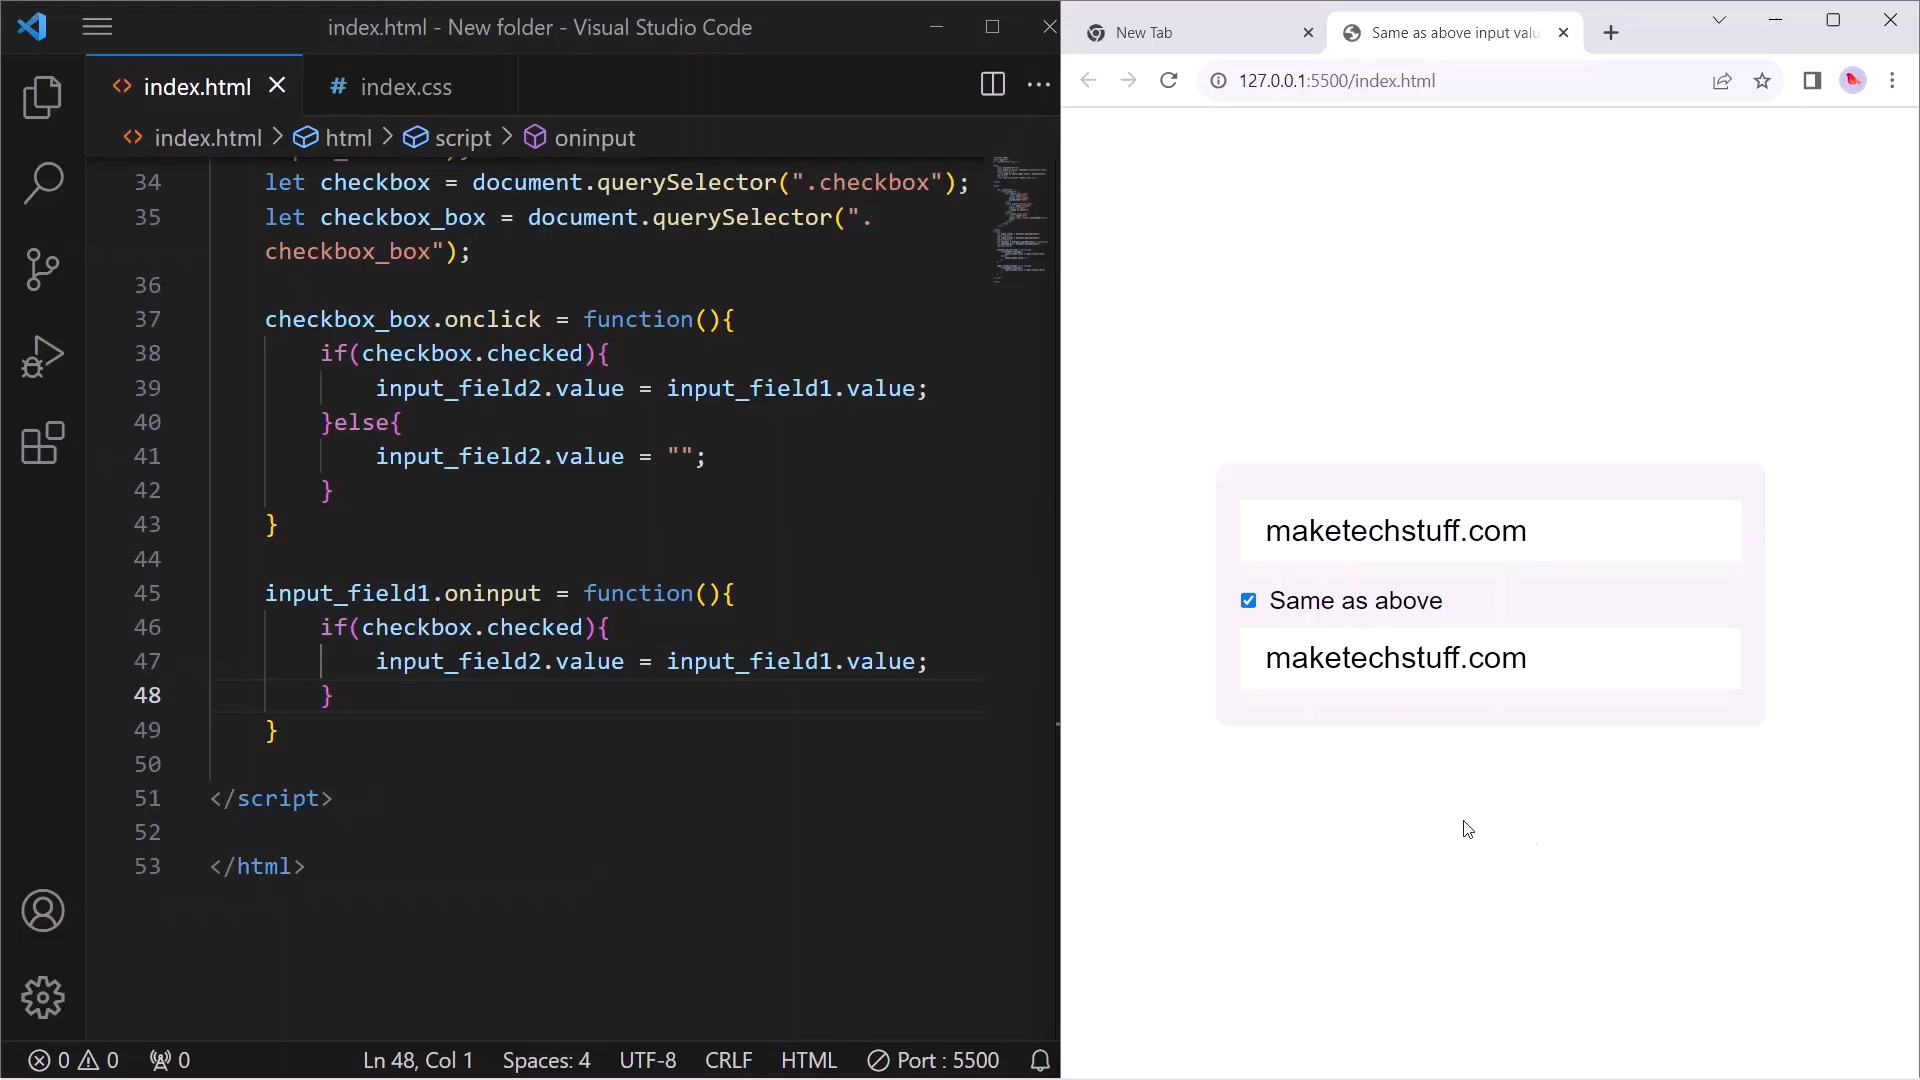 index.html - New folder - Visual Studio Code
index.html
# index.css
index.html > html > script > oninput
34 let checkbox = document.querySelector(".checkbox");
35 let checkbox_box = document.querySelector(".
checkbox_box");
36
37 checkbox_box.onclick = function(){
38 if(checkbox.checked){
39 input_field2.value = input_field1.value;
40 }else{
41 input_field2.value = "";
42 }
43 }
44
45 input_field1.oninput = function(){
46 if(checkbox.checked){
47 input_field2.value = input_field1.value;
48 }
49 }
50
51 </script>
52
53 </html>
0 0 0 Ln 48, Col 1 Spaces: 4 UTF-8 CRLF HTML Port : 5500
New Tab
Same as above input valu
127.0.0.1:5500/index.html
maketechstuff.com
Same as above
maketechstuff.com